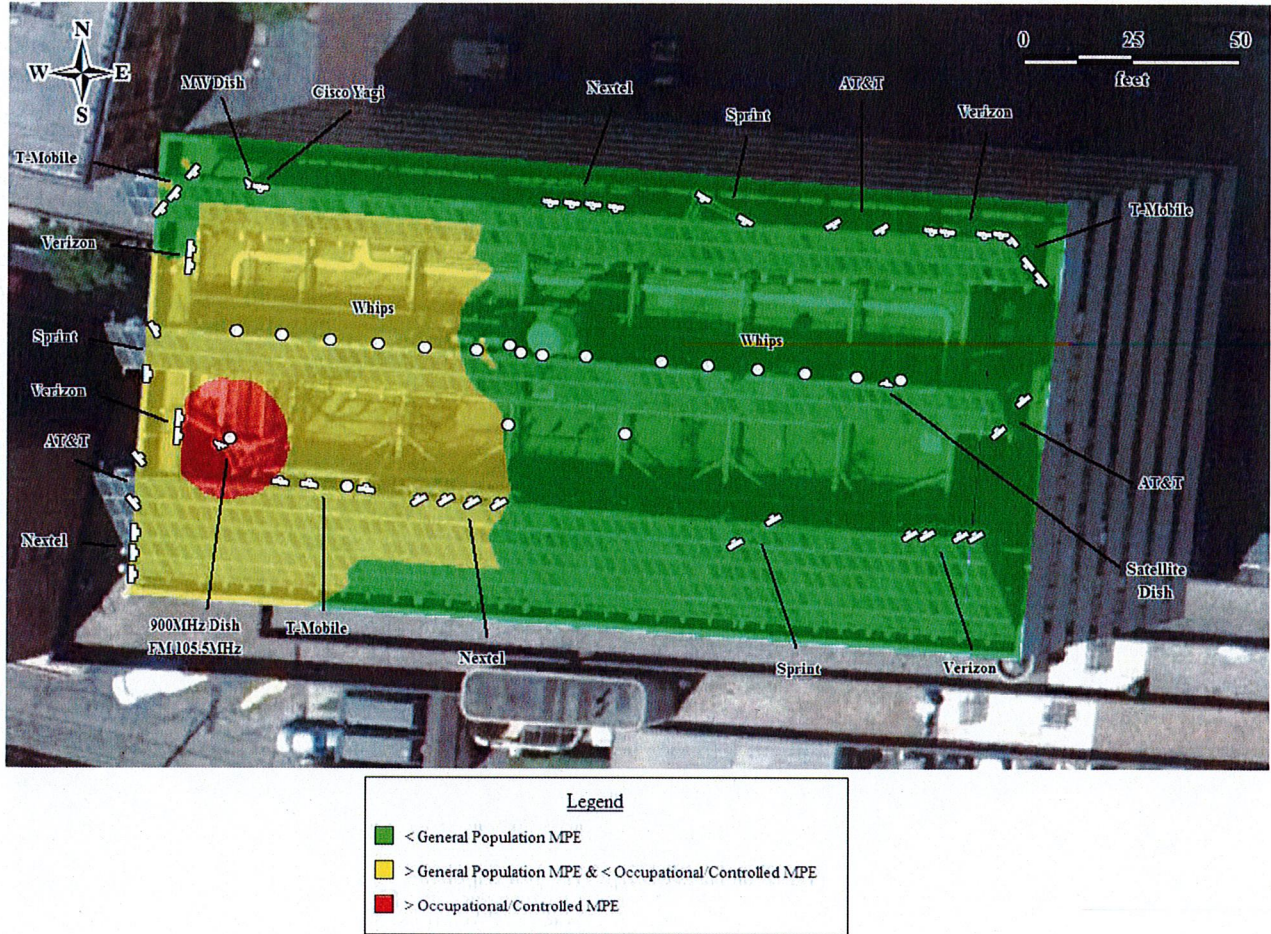 N
W E
S
0 25 50
feet
MW Dish
Cisco Yagi
Nextel
AT&T
Sprint
Verizon
T-Mobile
T-Mobile
Verizon
Whips
Whips
Sprint
Verizon
AT&T
AT&T
Nextel
Satellite
Dish
900MHz Dish
FM 105.5MHz
T-Mobile
Nextel
Sprint
Verizon
Legend
< General Population MPE
> General Population MPE & < Occupational/Controlled MPE
> Occupational/Controlled MPE